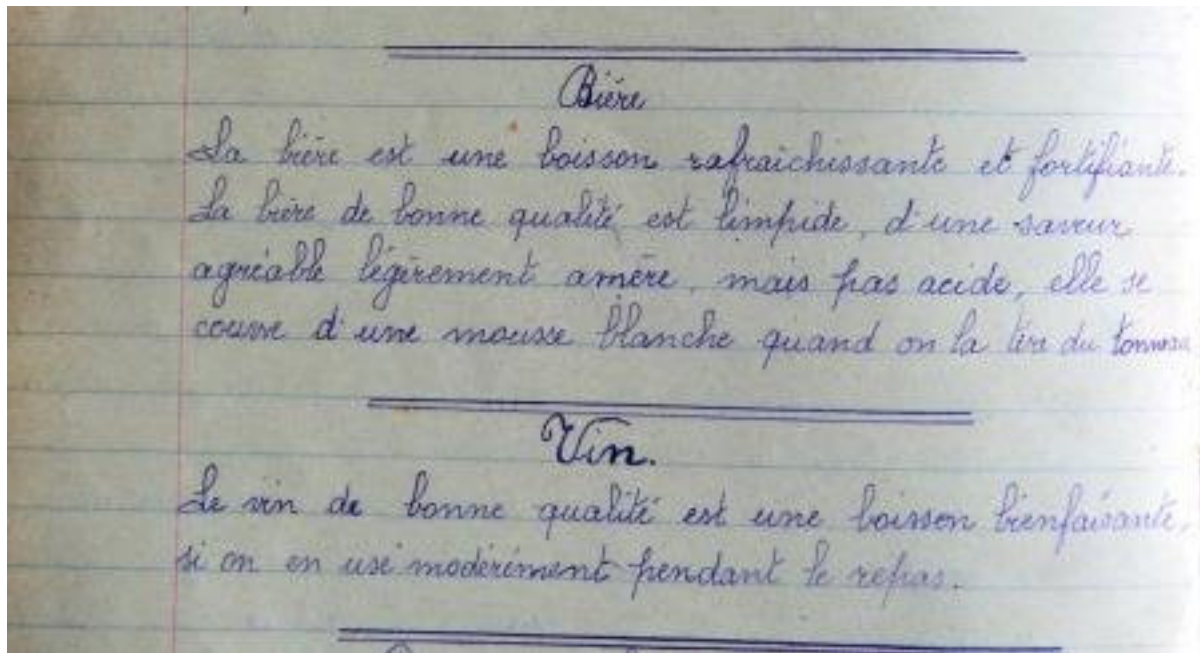 Bière
La bière est une boisson rafraichissante et fortifiante.
La bière de bonne qualité est limpide, d'une saveur
agréable légèrement amère, mais pas acide, elle se
couvre d'une mousse blanche quand on la tire du tonneau
Vin.
Le vin de bonne qualité est une boisson bienfaisante,
si on en use modérément pendant le repas.